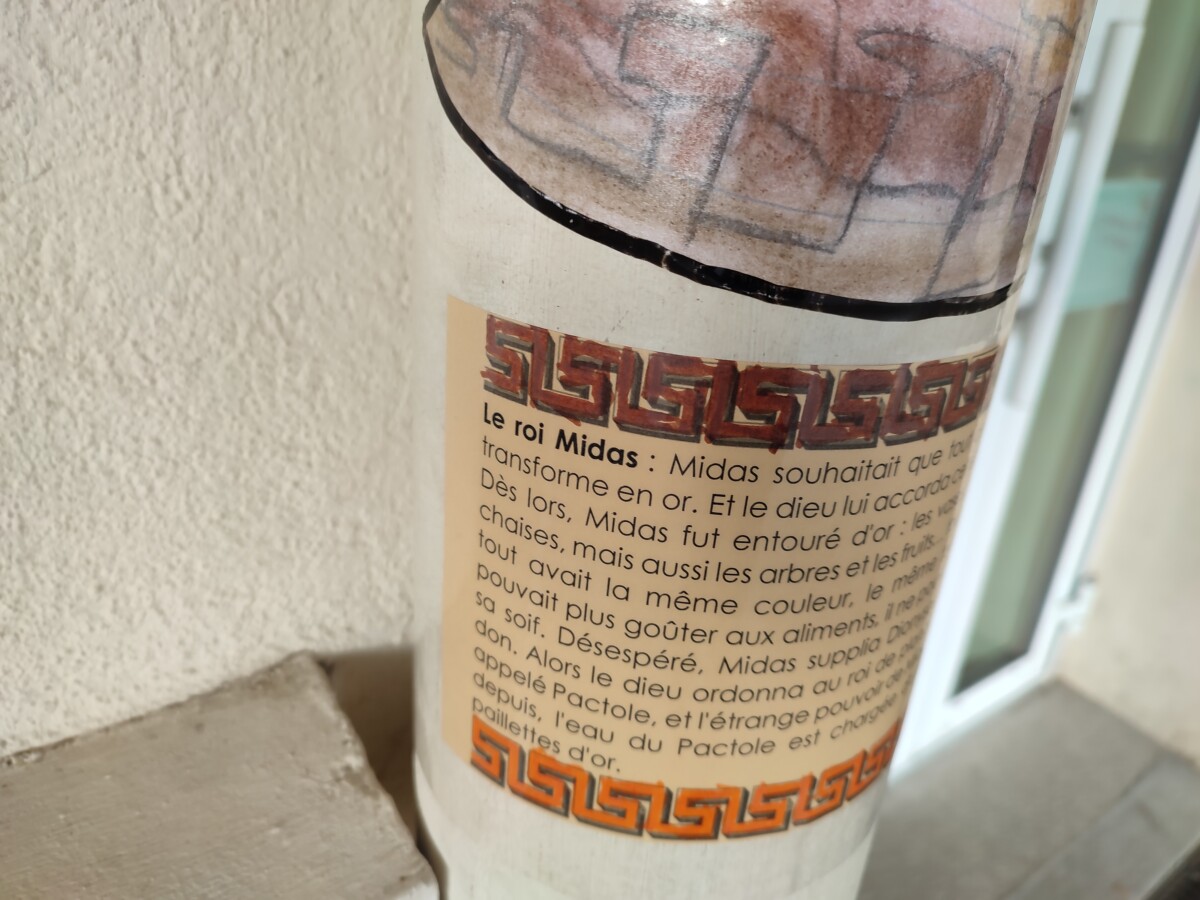 Le roi Midas : Midas souhaitait que tout
transforme en or. Et le dieu lui accorda ce
Dès lors, Midas fut entouré d'or : les
chaises, mais aussi les arbres et les fruits...
tout avait la même couleur, le même
pouvait plus goûter aux aliments, il ne
sa soif. Désespéré, Midas supplia
don. Alors le dieu ordonna au roi de
appelé Pactole, et l'étrange pouvoir
depuis, l'eau du Pactole est chargée
paillettes d'or.